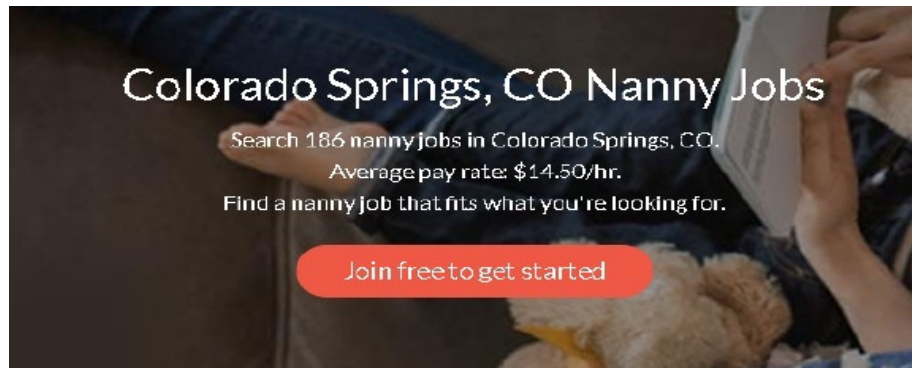 Colorado Springs, CO Nanny Jobs
Search 186 nanny jobs in Colorado Springs, CO.
Average pay rate: $14.50/hr.
Find a nanny job that fits what you're looking for.
Join free to get started